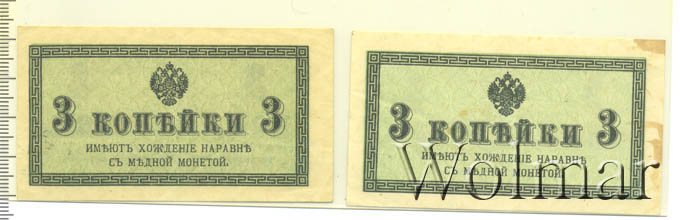 3 КОПѢЙКИ 3
ИМѢЮТЪ ХОЖДЕНІЕ НАРАВНѢ
СЪ МѢДНОЙ МОНЕТОЙ.
3 КОПѢЙКИ 3
ИМѢЮТЪ ХОЖДЕНІЕ НАРАВНѢ
СЪ МѢДНОЙ МОНЕТОЙ.
Wolmar